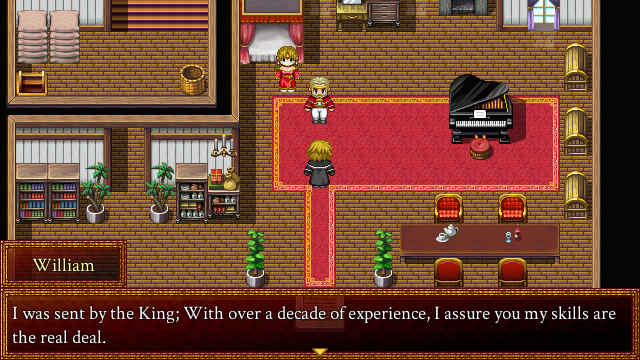 William
I was sent by the King; With over a decade of experience, I assure you my skills are
the real deal.